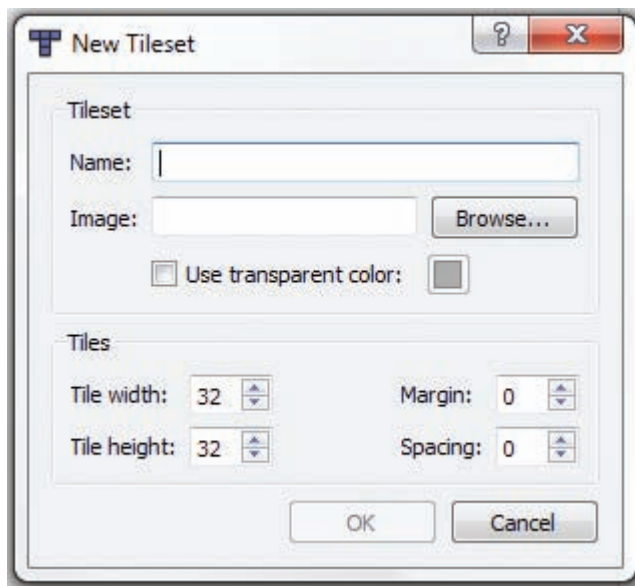 New Tileset
Tileset
Name:
Image:
Browse...
Use transparent color:
Tiles
Tile width: 32 Margin: 0
Tile height: 32 Spacing: 0
OK Cancel